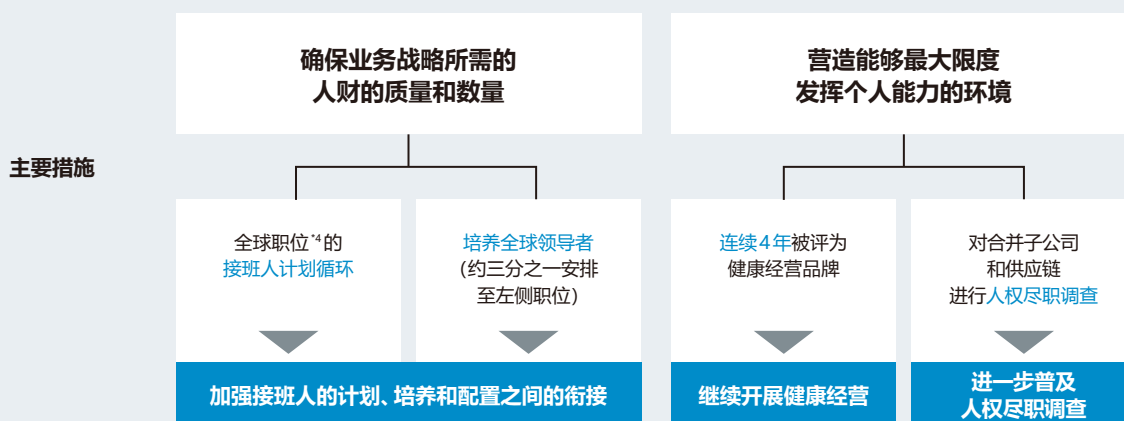 主要措施
确保业务战略所需的
人财的质量和数量
营造能够最大限度
发挥个人能力的环境
全球职位*4的
接班人计划循环
培养全球领导者
(约三分之一安排
至左侧职位)
连续4年被评为
健康经营品牌
对合并子公司
和供应链
进行人权尽职调查
加强接班人的计划、培养和配置之间的衔接
继续开展健康经营
进一步普及
人权尽职调查